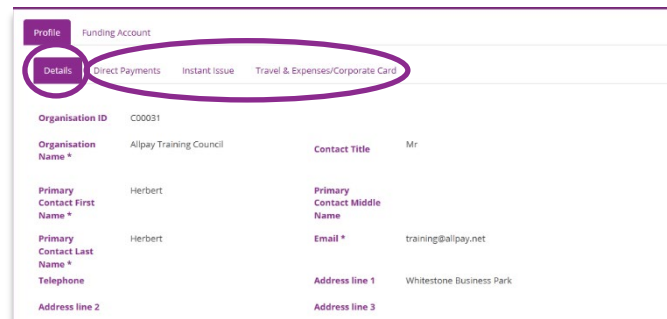 Profile Funding Account
Details Direct Payments Instant Issue Travel & Expenses/Corporate Card
Organisation ID C00031
Organisation Name * Allpay Training Council Contact Title Mr
Primary Contact First Name * Herbert Primary Contact Middle Name
Primary Contact Last Name * Herbert Email * training@allpay.net
Telephone Address line 1 Whitestone Business Park
Address line 2 Address line 3